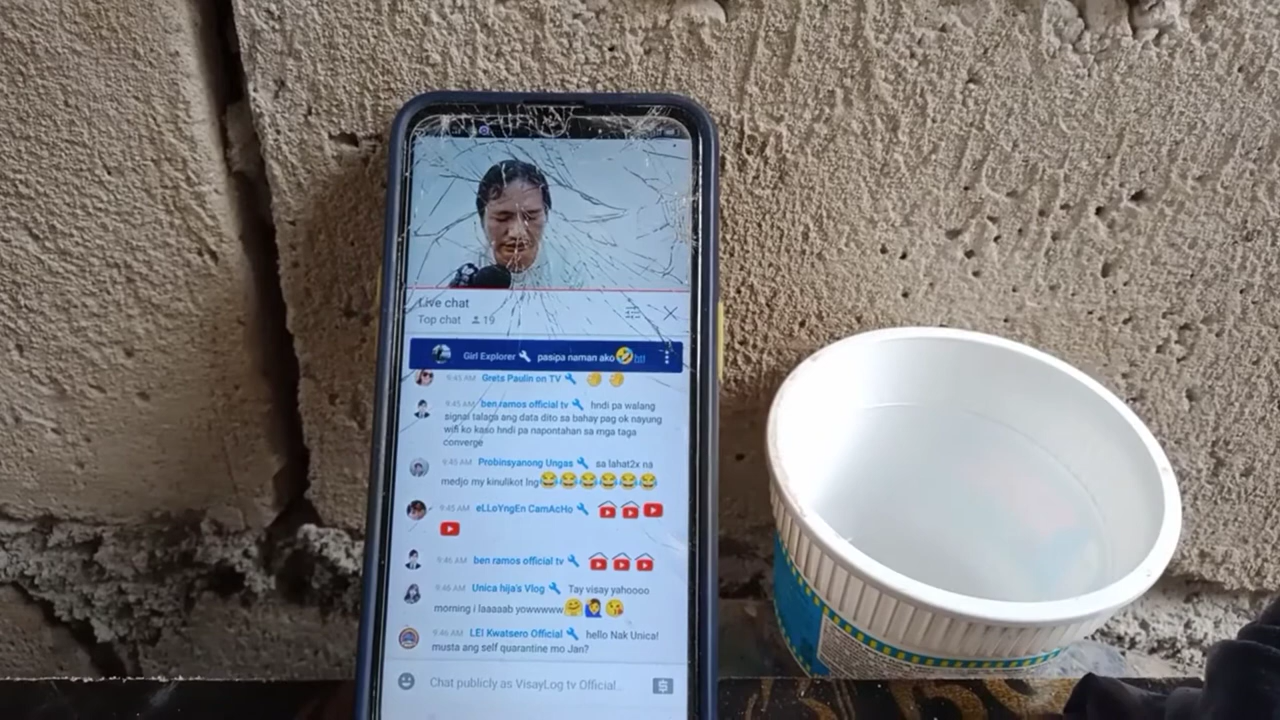 Live chat
Top chat 19
Girl Explorer pasipa naman ako
9:45 AM Grets Paulin on TV
9:45 AM ben ramos official tv hndi pa walang
signal talaga ang data dito sa bahay pag ok nayung
wifi ko kaso hndi pa napontahan sa mga taga
converge
9:45 AM Probinsyanong Ungas sa lahat2x na
medjo my kinulikot lng
9:45 AM eLLoYngEn CamAcHo
9:46 AM ben ramos official tv
9:46 AM Unica hija's Vlog Tay visay yahoooo
morning i laaaaab yowwwww
9:46 AM LEI Kwatsero Official hello Nak Unica!
musta ang self quarantine mo Jan?
Chat publicly as VisayLog tv Official...